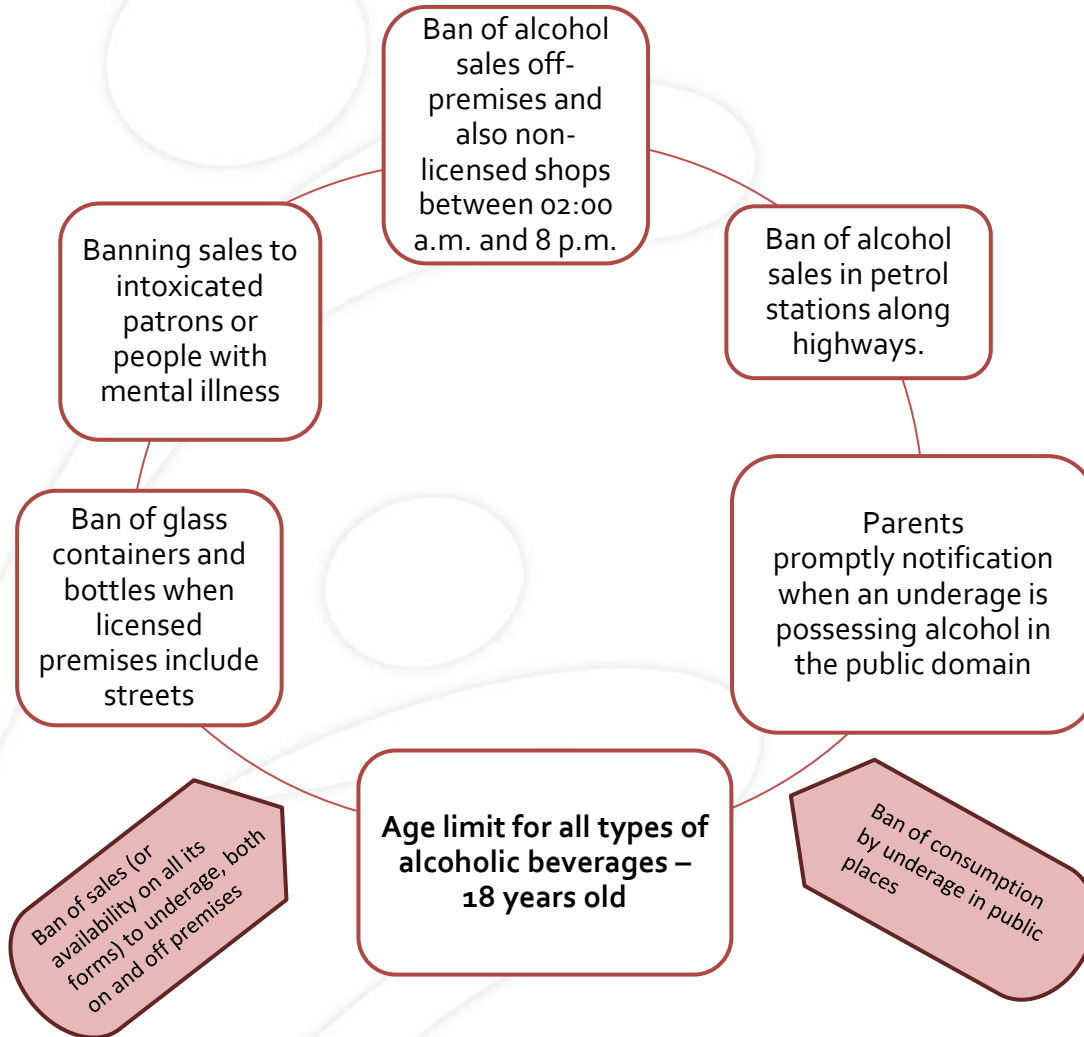 Ban of alcohol
sales off-
premises and
also non-
licensed shops
between 02:00
a.m. and 8 p.m.
Banning sales to
intoxicated
patrons or
people with
mental illness
Ban of alcohol
sales in petrol
stations along
highways.
Ban of glass
containers and
bottles when
licensed
premises include
streets
Parents
promptly notification
when an underage is
possessing alcohol in
the public domain
Age limit for all types of
alcoholic beverages –
18 years old
Ban of sales (or
availability on all its
forms) to underage, both
on and off premises
Ban of consumption
by underage in public
places